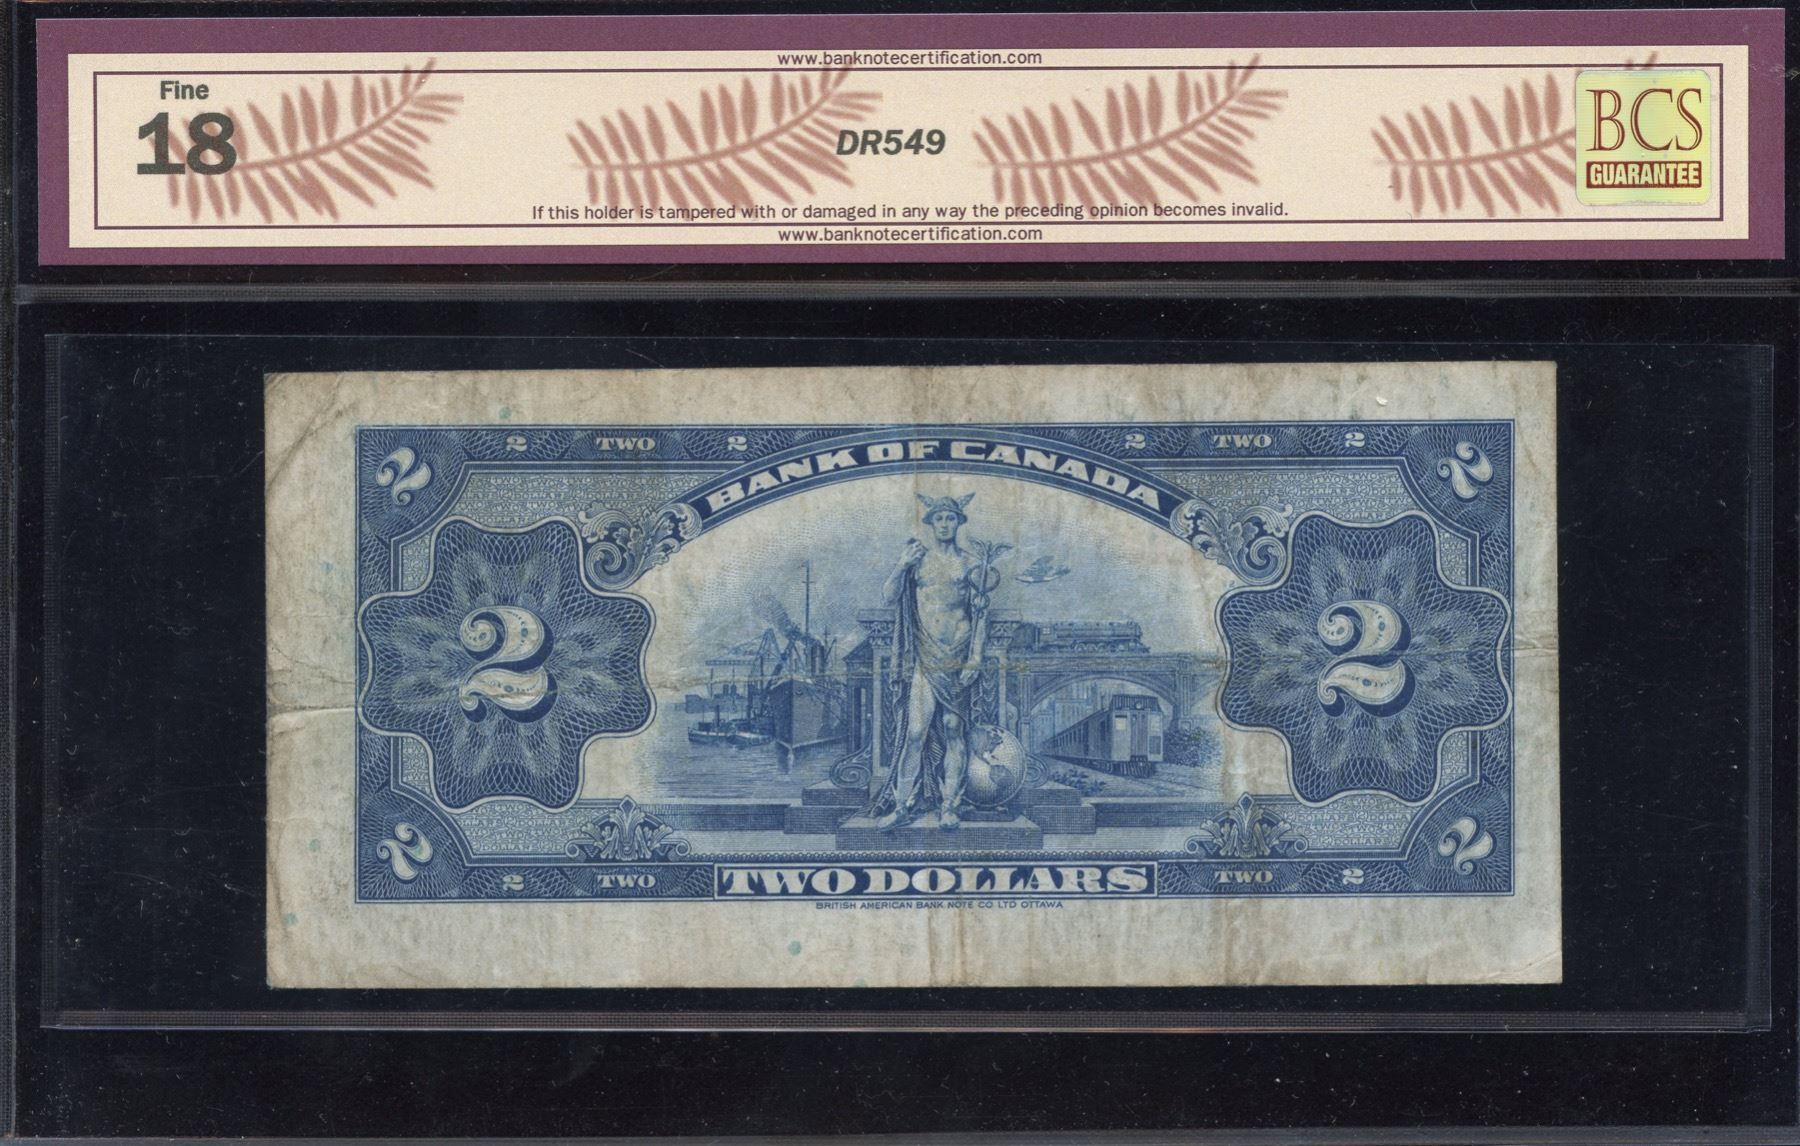 www.banknotecertification.com
Fine
18
DR549
BCS
GUARANTEE
If this holder is tampered with or damaged in any way the preceding opinion becomes invalid.
www.banknotecertification.com
2 TWO 2 2 TWO 2
2 2
BANK OF CANADA
2 2
2 2
2 TWO TWO DOLLARS TWO 2
BRITISH AMERICAN BANK NOTE CO LTD OTTAWA